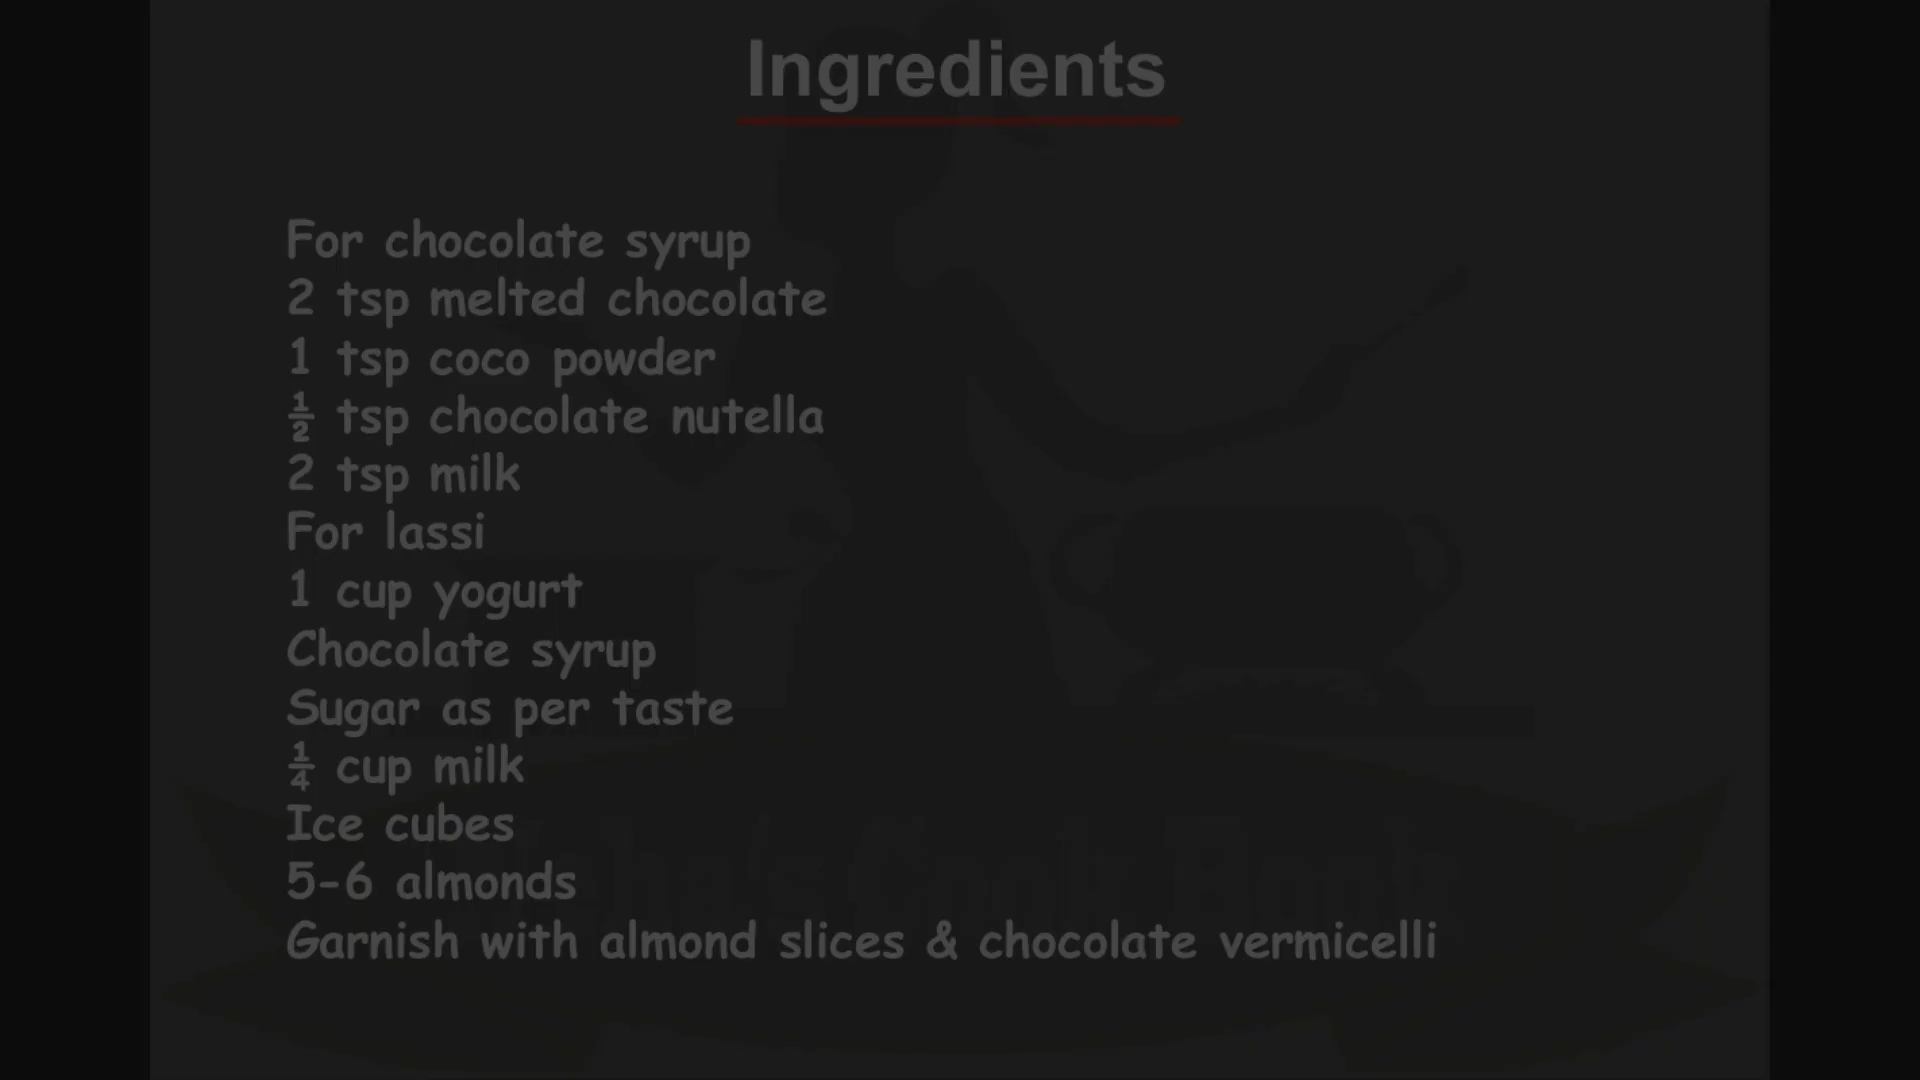 Ingredients
For chocolate syrup
2 tsp melted chocolate
1 tsp coco powder
½ tsp chocolate nutella
2 tsp milk
For lassi
1 cup yogurt
Chocolate syrup
Sugar as per taste
¼ cup milk
Ice cubes
5-6 almonds
Garnish with almond slices & chocolate vermicelli